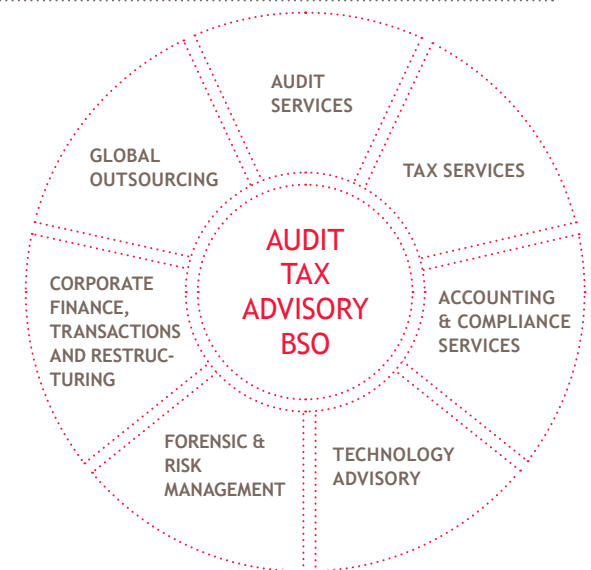 AUDIT
SERVICES
TAX SERVICES
ACCOUNTING
& COMPLIANCE
SERVICES
TECHNOLOGY
ADVISORY
FORENSIC &
RISK
MANAGEMENT
CORPORATE
FINANCE,
TRANSACTIONS
AND RESTRUC-
TURING
GLOBAL
OUTSOURCING
AUDIT
TAX
ADVISORY
BSO